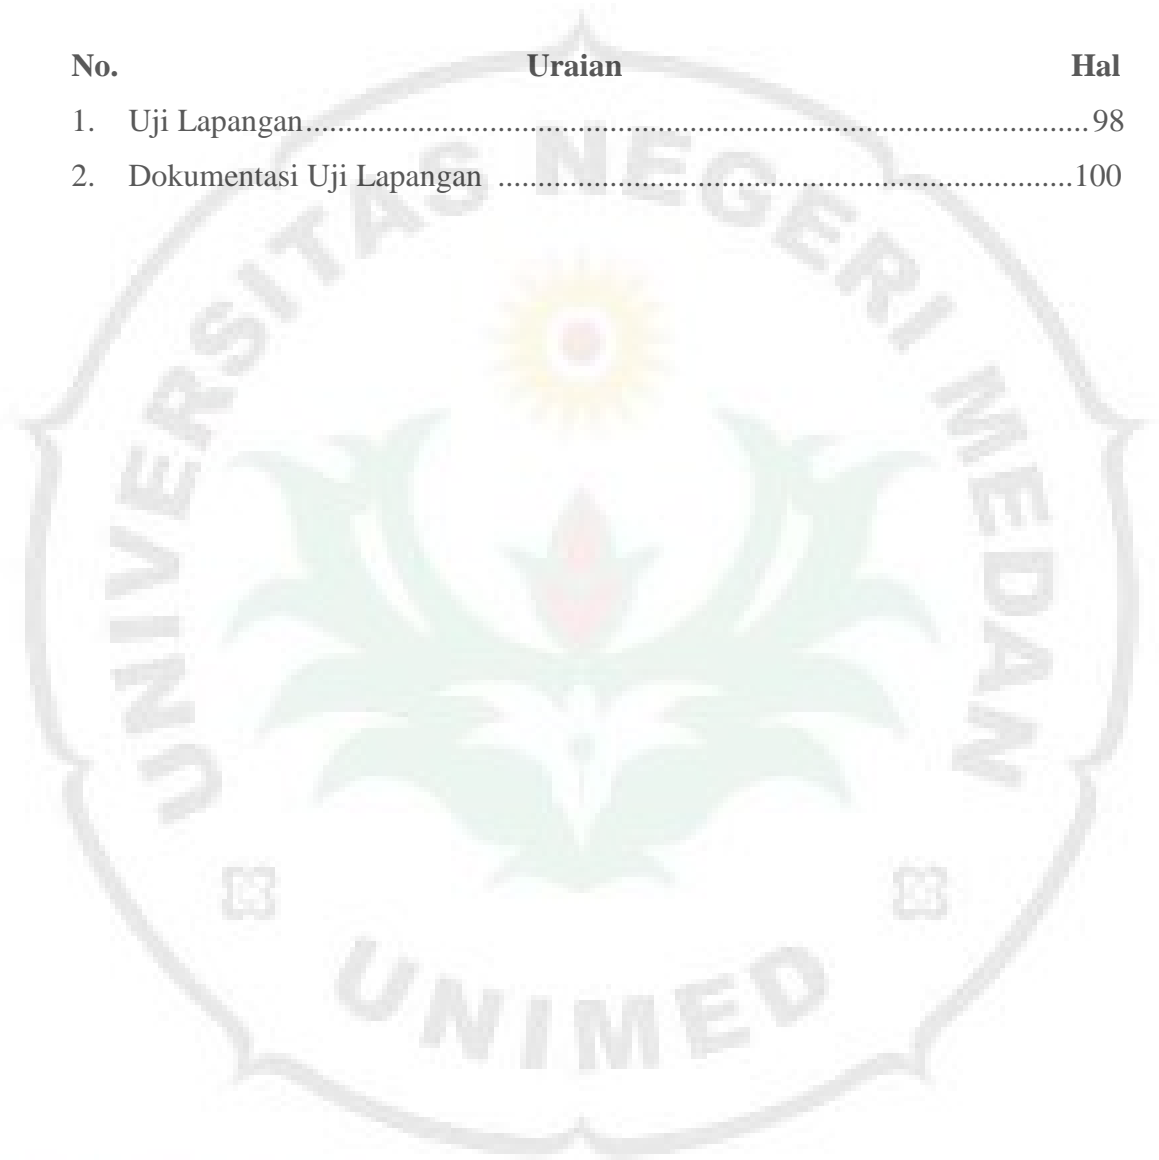 No. Uraian Hal
1. Uji Lapangan..........................................................................................98
2. Dokumentasi Uji Lapangan ..................................................................100
UNIVERSITAS NEGERI MEDAN
UNIMED